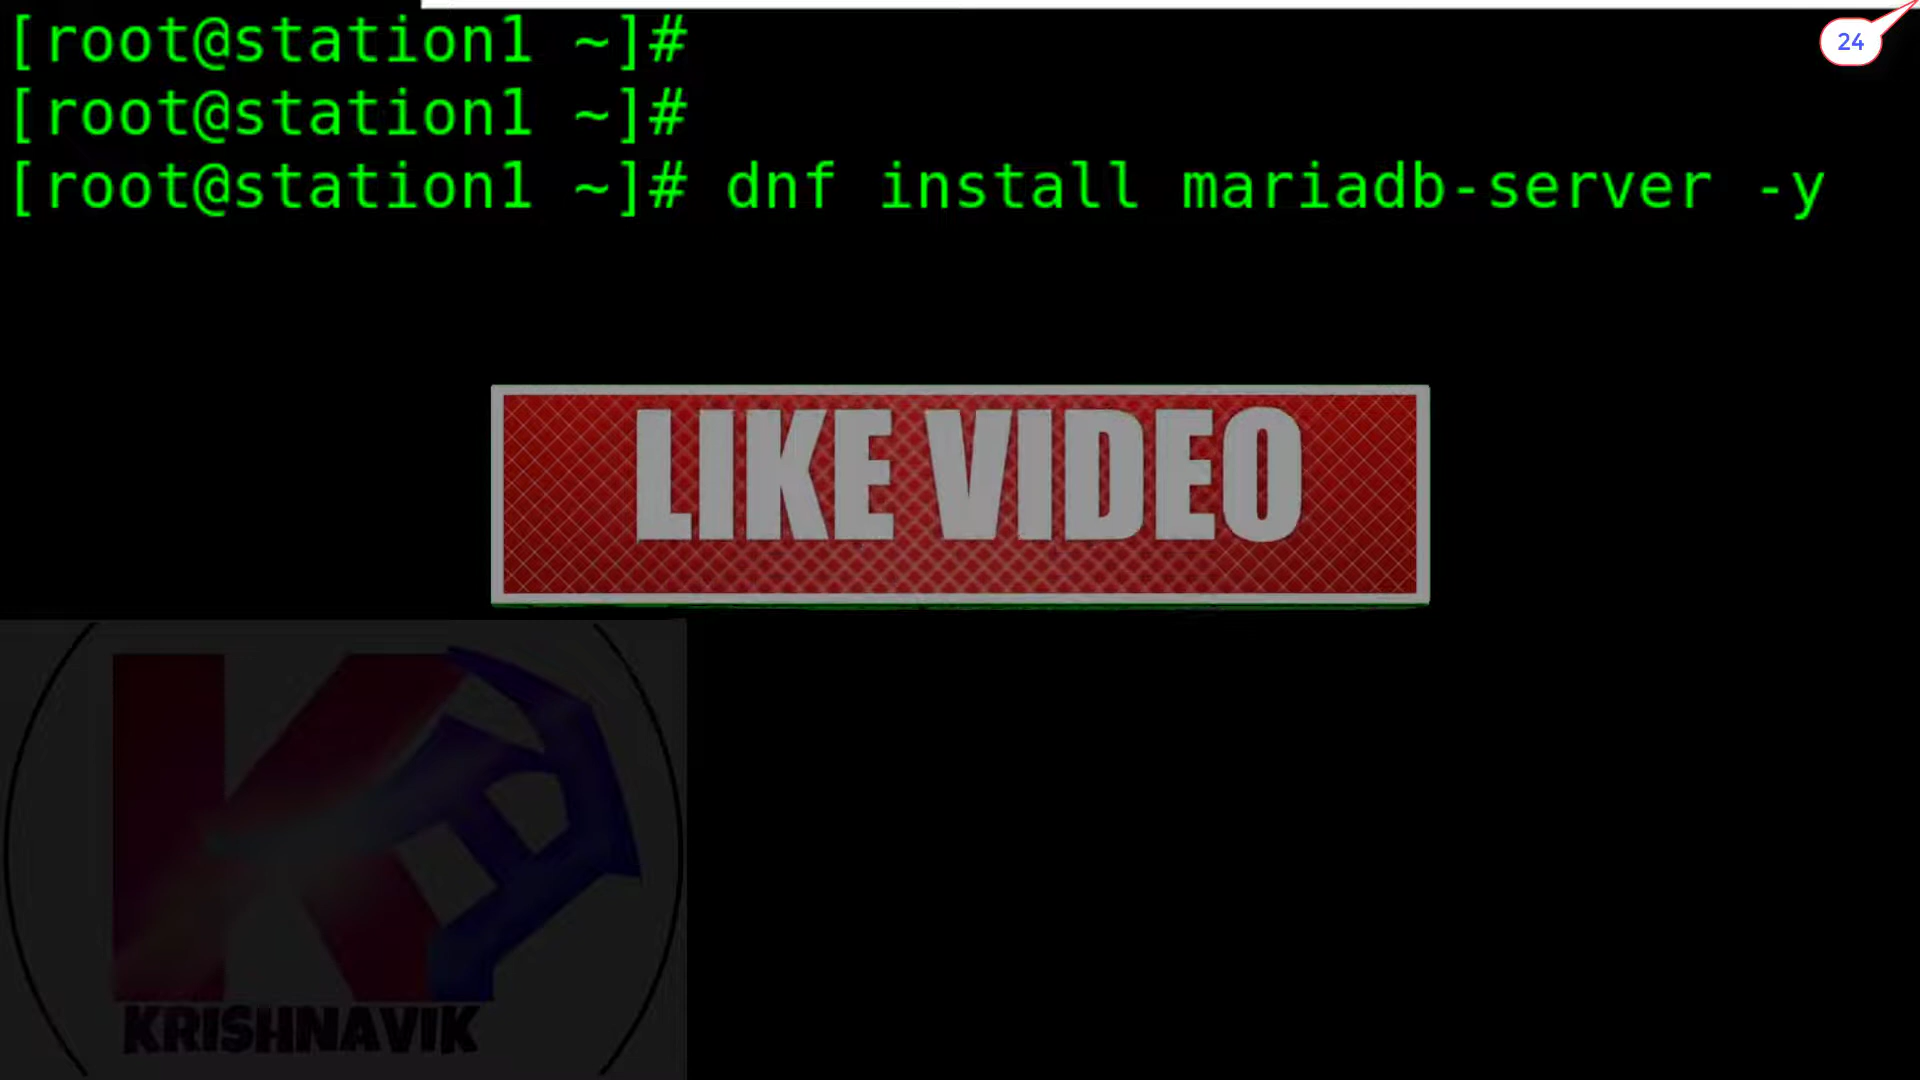 [root@station1 ~]#
24
[root@station1 ~]#
[root@station1 ~]# dnf install mariadb-server -y
LIKE VIDEO
KRISHNAVIK